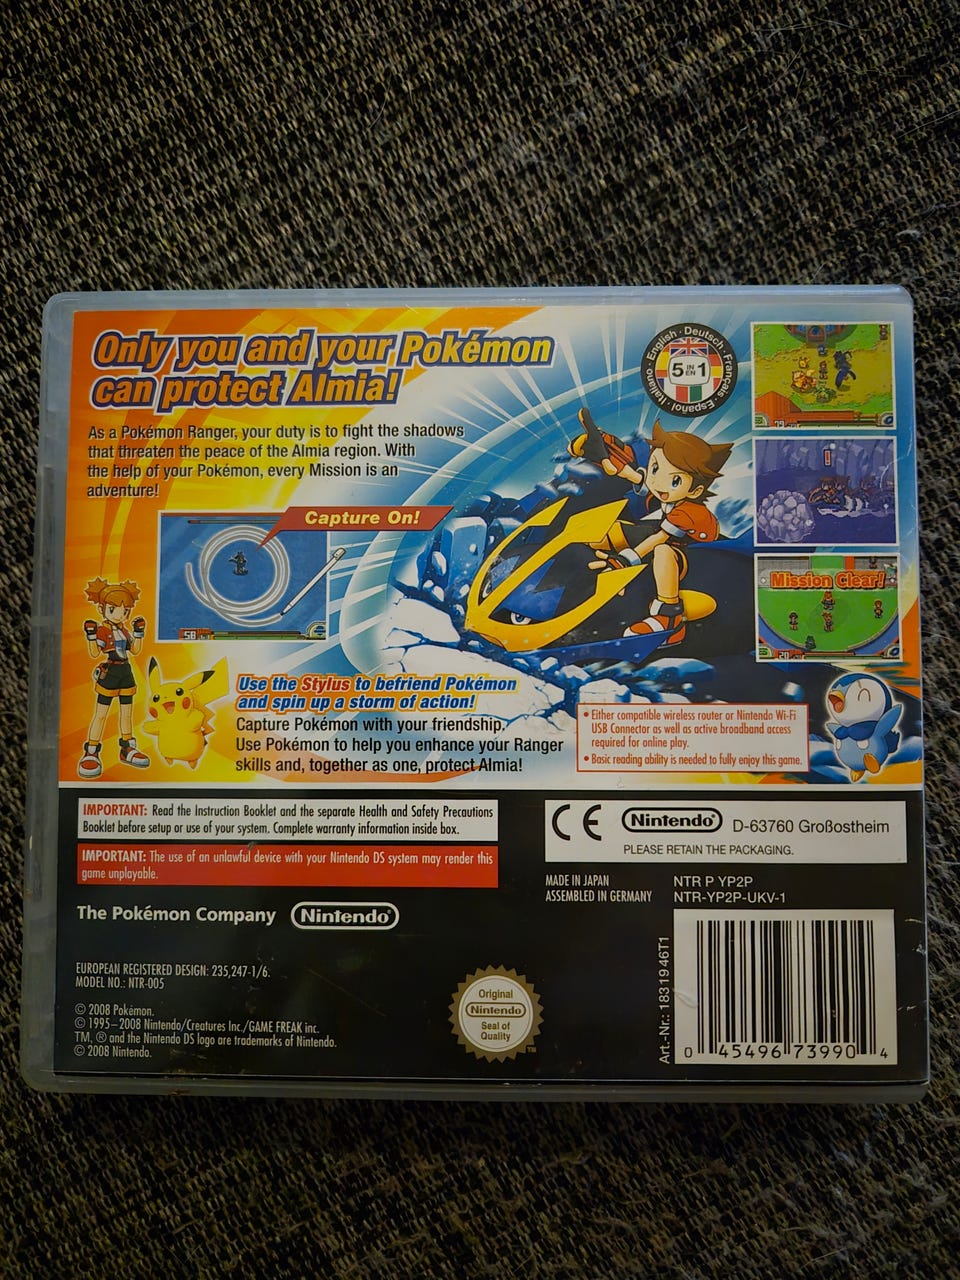 Only you and your Pokémon
can protect Almia!
As a Pokémon Ranger, your duty is to fight the shadows
that threaten the peace of the Almia region. With
the help of your Pokémon, every Mission is an
adventure!
English · Deutsch · Français · Español · Italiano
5 IN EN 1
Capture On!
58
Mission Clear!
Use the Stylus to befriend Pokémon
and spin up a storm of action!
Capture Pokémon with your friendship.
Use Pokémon to help you enhance your Ranger
skills and, together as one, protect Almia!
• Either compatible wireless router or Nintendo Wi-Fi
USB Connector as well as active broadband access
required for online play.
• Basic reading ability is needed to fully enjoy this game.
IMPORTANT: Read the Instruction Booklet and the separate Health and Safety Precautions
Booklet before setup or use of your system. Complete warranty information inside box.
IMPORTANT: The use of an unlawful device with your Nintendo DS system may render this
game unplayable.
CE Nintendo® D-63760 Großostheim
PLEASE RETAIN THE PACKAGING.
MADE IN JAPAN
ASSEMBLED IN GERMANY
NTR P YP2P
NTR-YP2P-UKV-1
The Pokémon Company Nintendo®
EUROPEAN REGISTERED DESIGN: 235,247-1/6.
MODEL NO.: NTR-005
© 2008 Pokémon.
© 1995–2008 Nintendo/Creatures Inc./GAME FREAK inc.
TM, ® and the Nintendo DS logo are trademarks of Nintendo.
© 2008 Nintendo.
Original
Nintendo
Seal of
Quality
TM
Art.-Nr.: 1831946T1
0 45496 73990 4